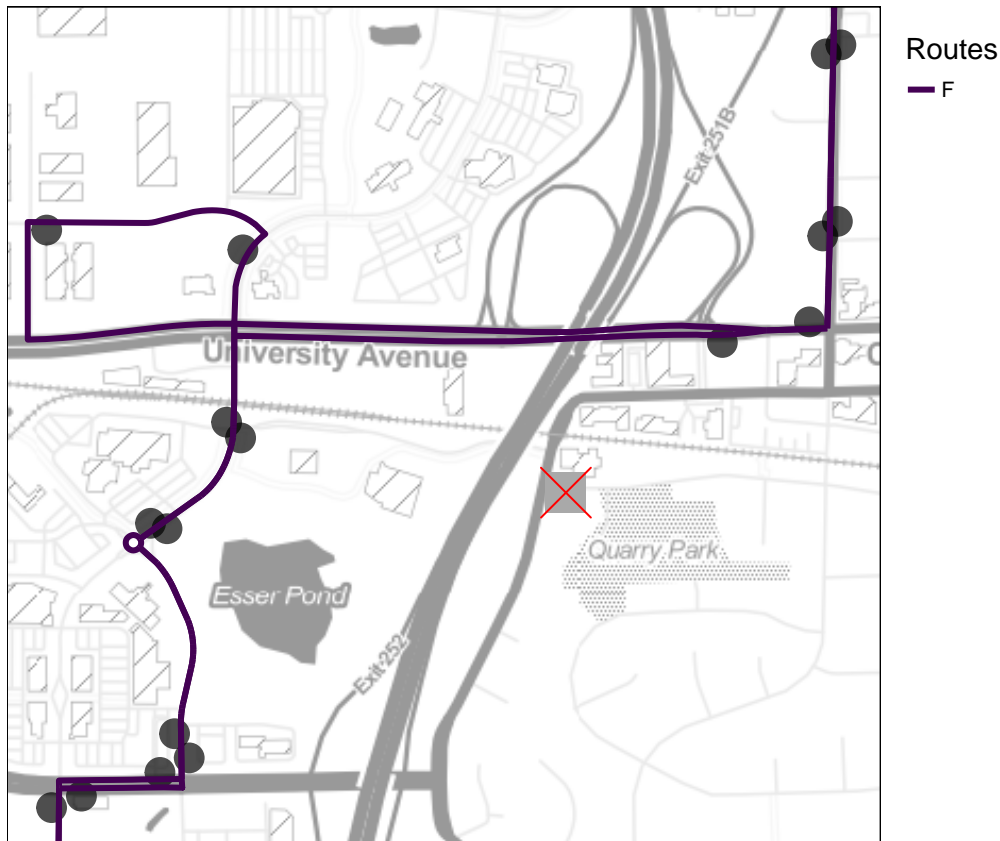 Routes
F
Exit 251B
University Avenue
C
Quarry Park
Esser Pond
Exit 252